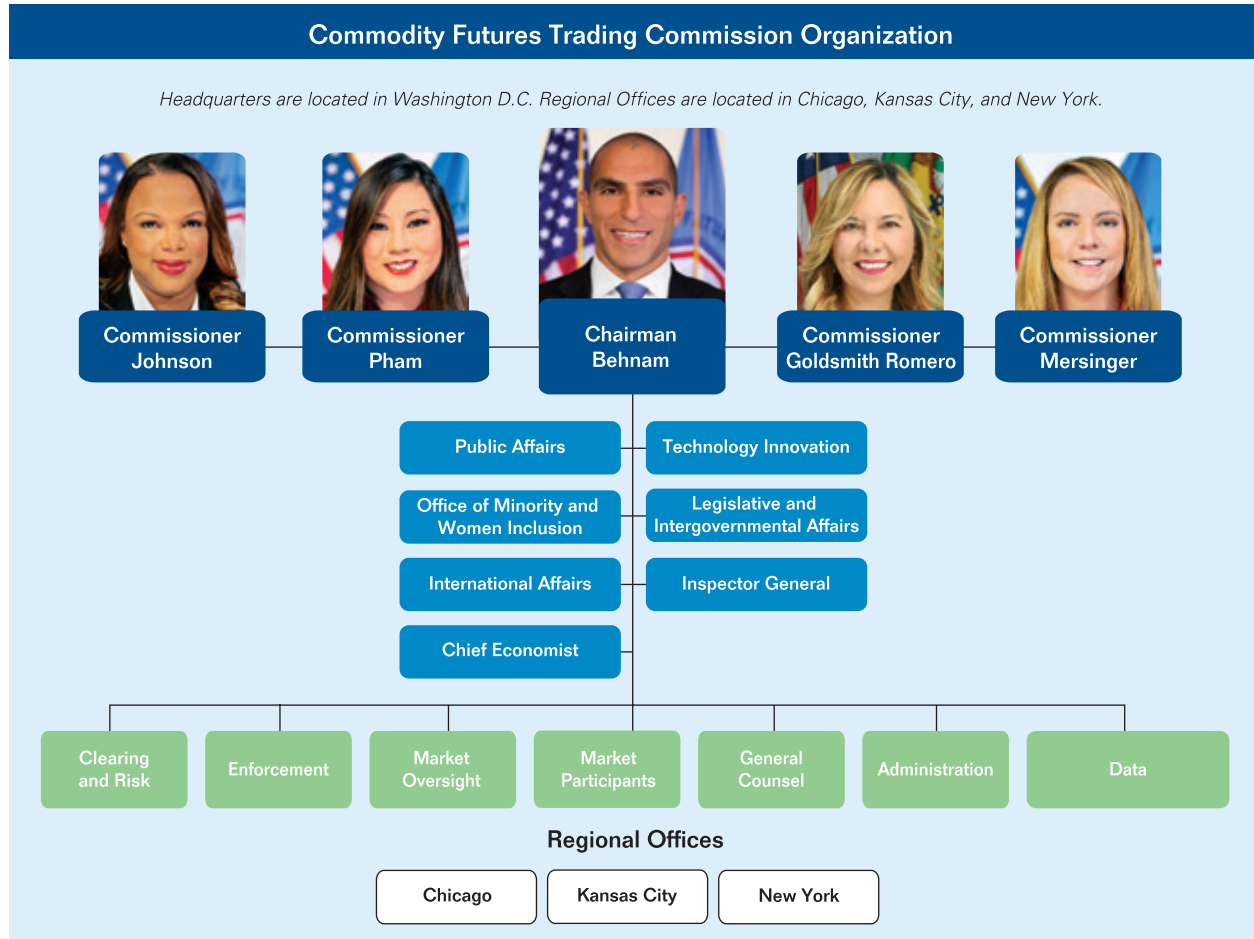 Commodity Futures Trading Commission Organization
Headquarters are located in Washington D.C. Regional Offices are located in Chicago, Kansas City, and New York.
Commissioner
Johnson
Commissioner
Pham
Chairman
Behnam
Commissioner
Goldsmith Romero
Commissioner
Mersinger
Public Affairs
Technology Innovation
Office of Minority and
Women Inclusion
Legislative and
Intergovernmental Affairs
International Affairs
Inspector General
Chief Economist
Clearing
and Risk
Enforcement
Market
Oversight
Market
Participants
General
Counsel
Administration
Data
Regional Offices
Chicago
Kansas City
New York